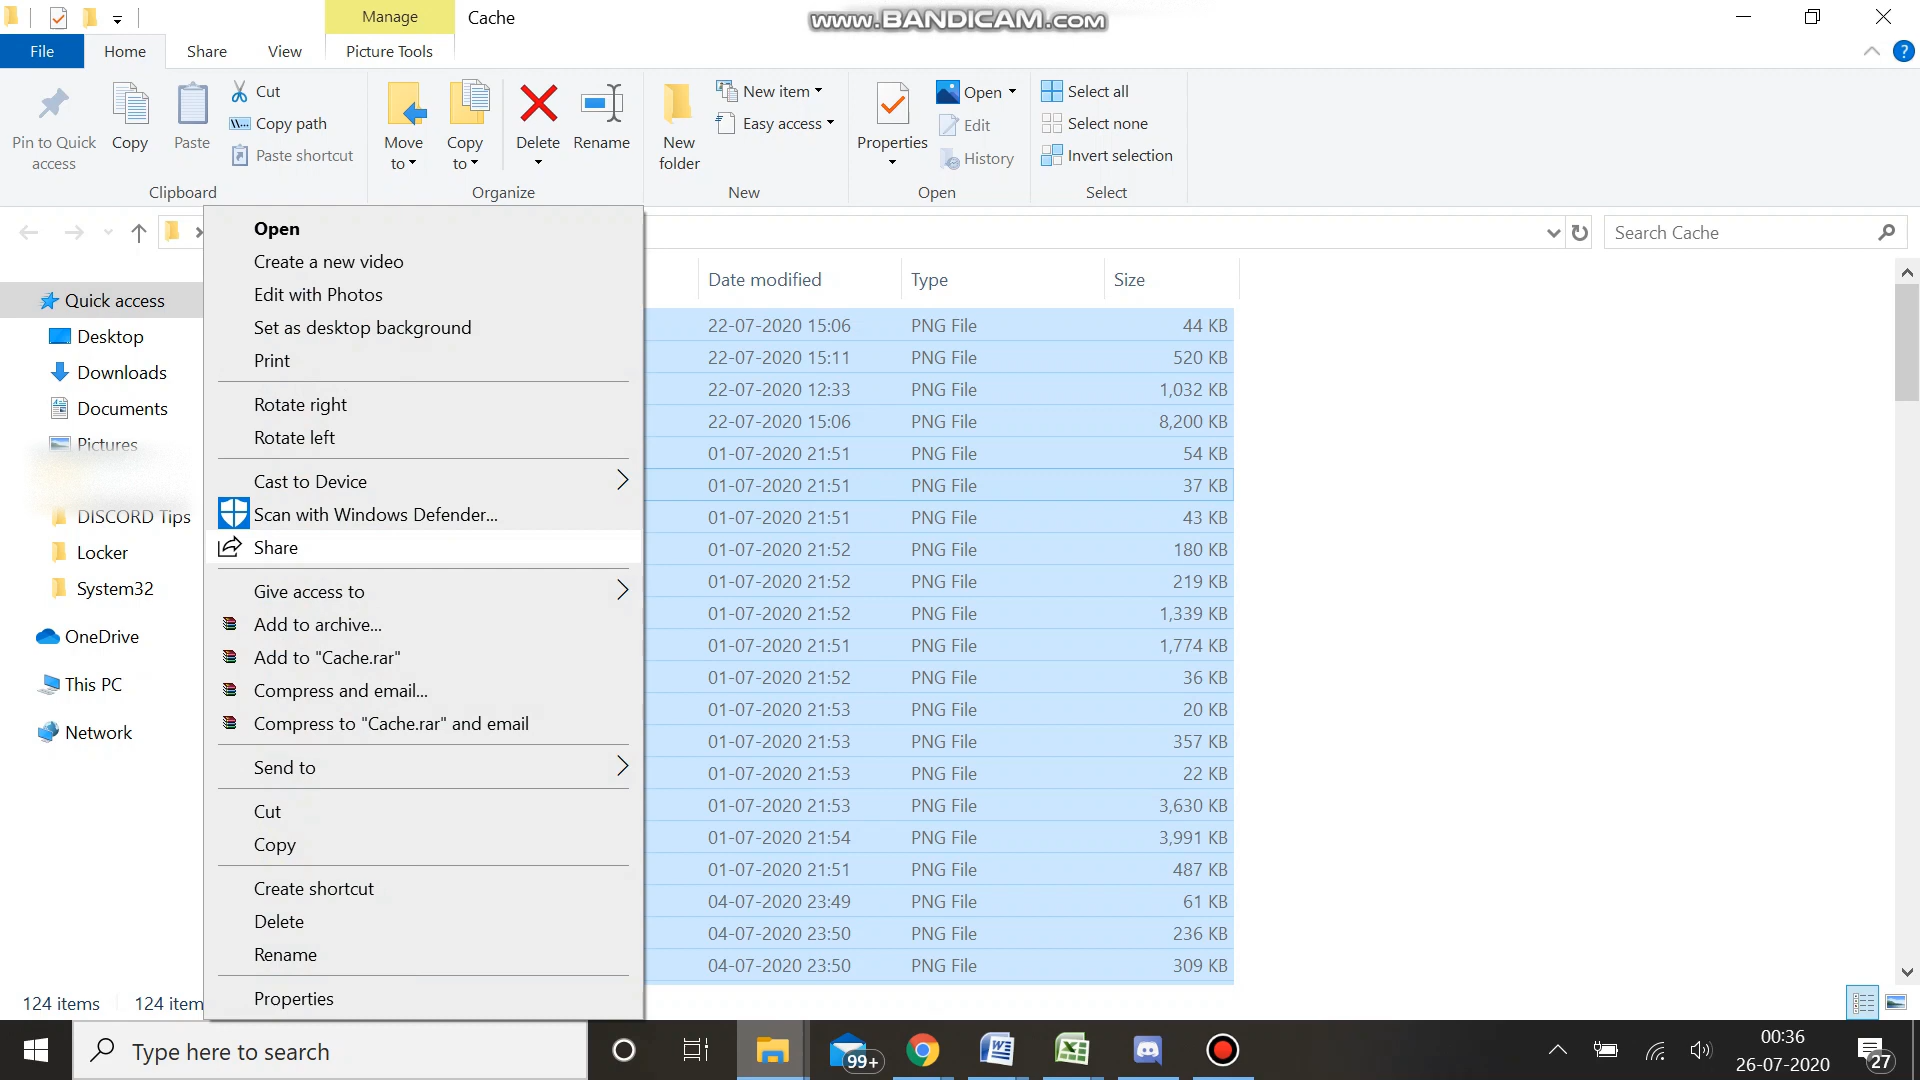 Manage
Cache
www.BANDICAM.com
File
Home
Share
View
Picture Tools
?
Pin to Quick access
Copy
Paste
Cut
Copy path
Paste shortcut
Clipboard
Move to
Copy to
Delete
Rename
Organize
New folder
New item
Easy access
New
Properties
Open
Edit
History
Open
Select all
Select none
Invert selection
Select
Search Cache
Quick access
Desktop
Downloads
Documents
Pictures
DISCORD Tips
Locker
System32
OneDrive
This PC
Network
Open
Create a new video
Edit with Photos
Set as desktop background
Print
Rotate right
Rotate left
Cast to Device
Scan with Windows Defender...
Share
Give access to
Add to archive...
Add to "Cache.rar"
Compress and email...
Compress to "Cache.rar" and email
Send to
Cut
Copy
Create shortcut
Delete
Rename
Properties
Date modified Type Size
22-07-2020 15:06 PNG File 44 KB
22-07-2020 15:11 PNG File 520 KB
22-07-2020 12:33 PNG File 1,032 KB
22-07-2020 15:06 PNG File 8,200 KB
01-07-2020 21:51 PNG File 54 KB
01-07-2020 21:51 PNG File 37 KB
01-07-2020 21:51 PNG File 43 KB
01-07-2020 21:52 PNG File 180 KB
01-07-2020 21:52 PNG File 219 KB
01-07-2020 21:52 PNG File 1,339 KB
01-07-2020 21:51 PNG File 1,774 KB
01-07-2020 21:52 PNG File 36 KB
01-07-2020 21:53 PNG File 20 KB
01-07-2020 21:53 PNG File 357 KB
01-07-2020 21:53 PNG File 22 KB
01-07-2020 21:53 PNG File 3,630 KB
01-07-2020 21:54 PNG File 3,991 KB
01-07-2020 21:51 PNG File 487 KB
04-07-2020 23:49 PNG File 61 KB
04-07-2020 23:50 PNG File 236 KB
04-07-2020 23:50 PNG File 309 KB
124 items
124 item
Type here to search
99+
00:36
26-07-2020
27